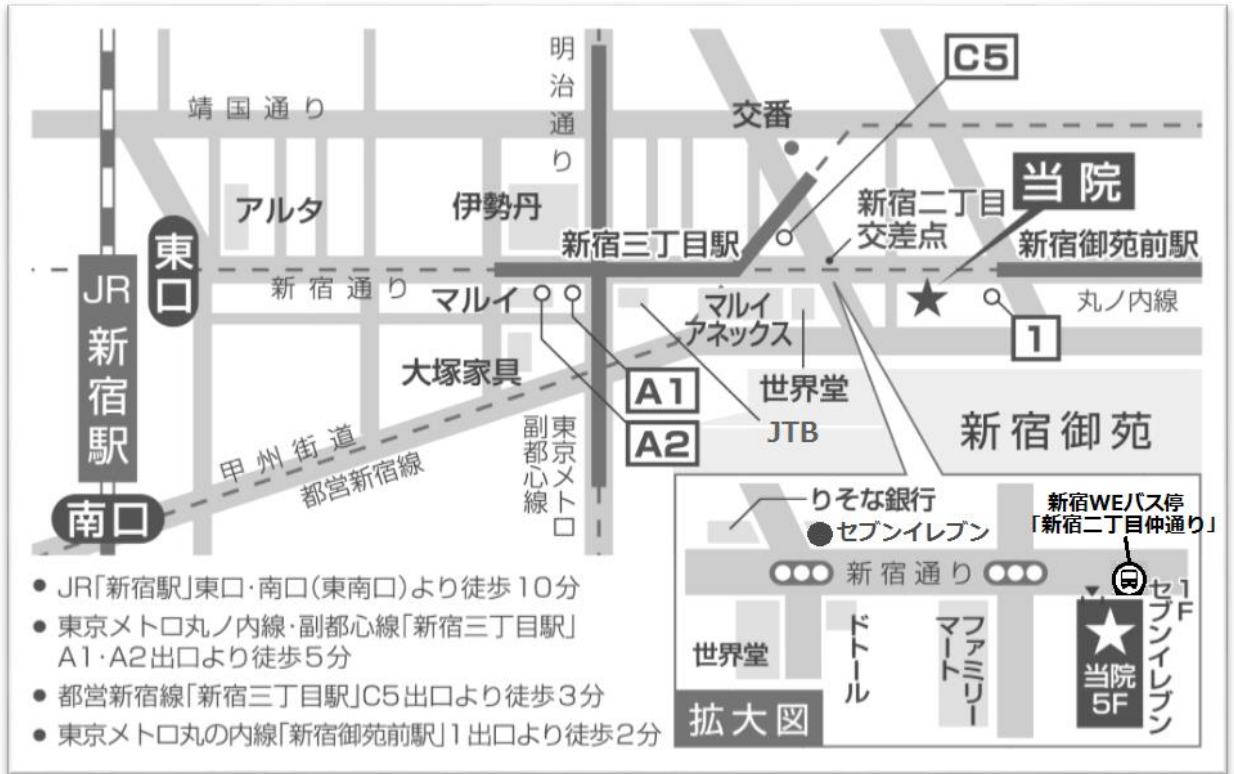 明治通り
C5
靖国通り
交番
当院
アルタ
伊勢丹
新宿二丁目
交差点
東口
新宿三丁目駅
新宿御苑前駅
JR新宿駅
新宿通り
マルイ
マルイ
アネックス
丸ノ内線
1
大塚家具
A1
世界堂
A2
JTB
新宿御苑
甲州街道
都営新宿線
東京メトロ
副都心線
南口
りそな銀行
セブンイレブン
新宿WEバス停
「新宿二丁目仲通り」
新宿通り
1F
セブンイレブン
世界堂
ドトール
ファミリー
マート
当院
5F
拡大図
● JR「新宿駅」東口・南口(東南口)より徒歩10分
● 東京メトロ丸ノ内線・副都心線「新宿三丁目駅」
A1・A2出口より徒歩5分
● 都営新宿線「新宿三丁目駅」C5出口より徒歩3分
● 東京メトロ丸の内線「新宿御苑前駅」1出口より徒歩2分